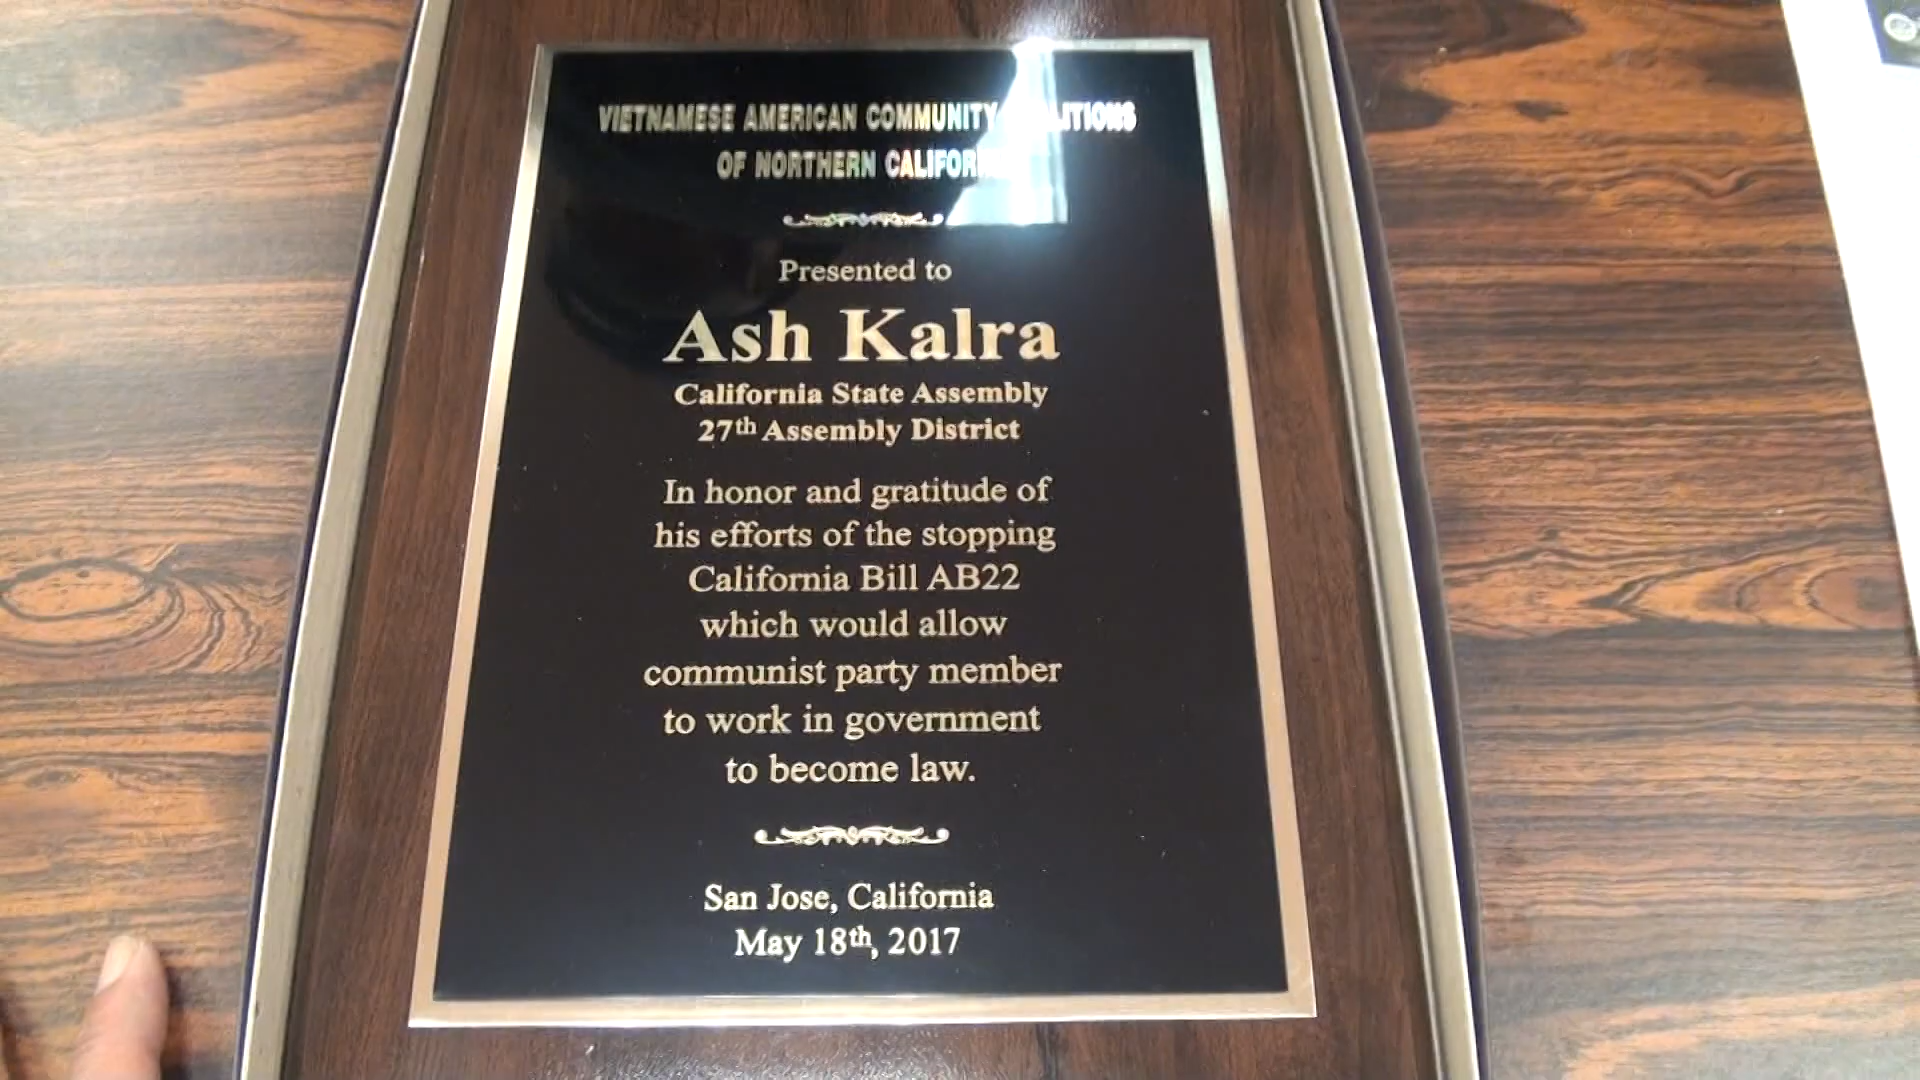 VIETNAMESE AMERICAN COMMUNITY
OF NORTHERN
Presented to
Ash Kalra
California State Assembly
27th Assembly District
In honor and gratitude of
his efforts of the stopping
California Bill AB22
which would allow
communist party member
to work in government
to become law.
San Jose, California
May 18th, 2017